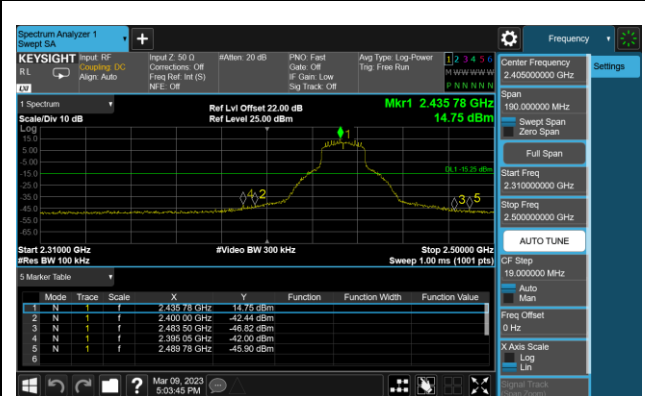 Spectrum Analyzer 1
Swept SA
+
Frequency
KEYSIGHT
RL
LXI
Input: RF
Coupling: DC
Align: Auto
Input Z: 50 Ω
Corrections: Off
Freq Ref: Int (S)
NFE: Off
#Atten: 20 dB
PNO: Fast
Gate: Off
IF Gain: Low
Sig Track: Off
Avg Type: Log-Power
Trig: Free Run
1 2 3 4 5 6
M W W W W W
P N N N N N
1 Spectrum
Scale/Div 10 dB
Ref Lvl Offset 22.00 dB
Ref Level 25.00 dBm
Mkr1 2.435 78 GHz
14.75 dBm
Log
15.0
5.00
-5.00
-15.0
-25.0
-35.0
-45.0
-55.0
-65.0
1
DL1 -15.25 dBm
4 2
3 5
Start 2.31000 GHz
#Res BW 100 kHz
#Video BW 300 kHz
Stop 2.50000 GHz
Sweep 1.00 ms (1001 pts)
5 Marker Table
Mode Trace Scale X Y Function Function Width Function Value
1 N 1 f 2.435 78 GHz 14.75 dBm
2 N 1 f 2.400 00 GHz -42.44 dBm
3 N 1 f 2.483 50 GHz -46.82 dBm
4 N 1 f 2.395 05 GHz -42.00 dBm
5 N 1 f 2.489 78 GHz -45.90 dBm
6
Mar 09, 2023
5:03:45 PM
Center Frequency
2.405000000 GHz
Span
190.000000 MHz
Swept Span
Zero Span
Full Span
Start Freq
2.310000000 GHz
Stop Freq
2.500000000 GHz
AUTO TUNE
CF Step
19.000000 MHz
Auto
Man
Freq Offset
0 Hz
X Axis Scale
Log
Lin
Signal Track
(Span Zoom)
Settings